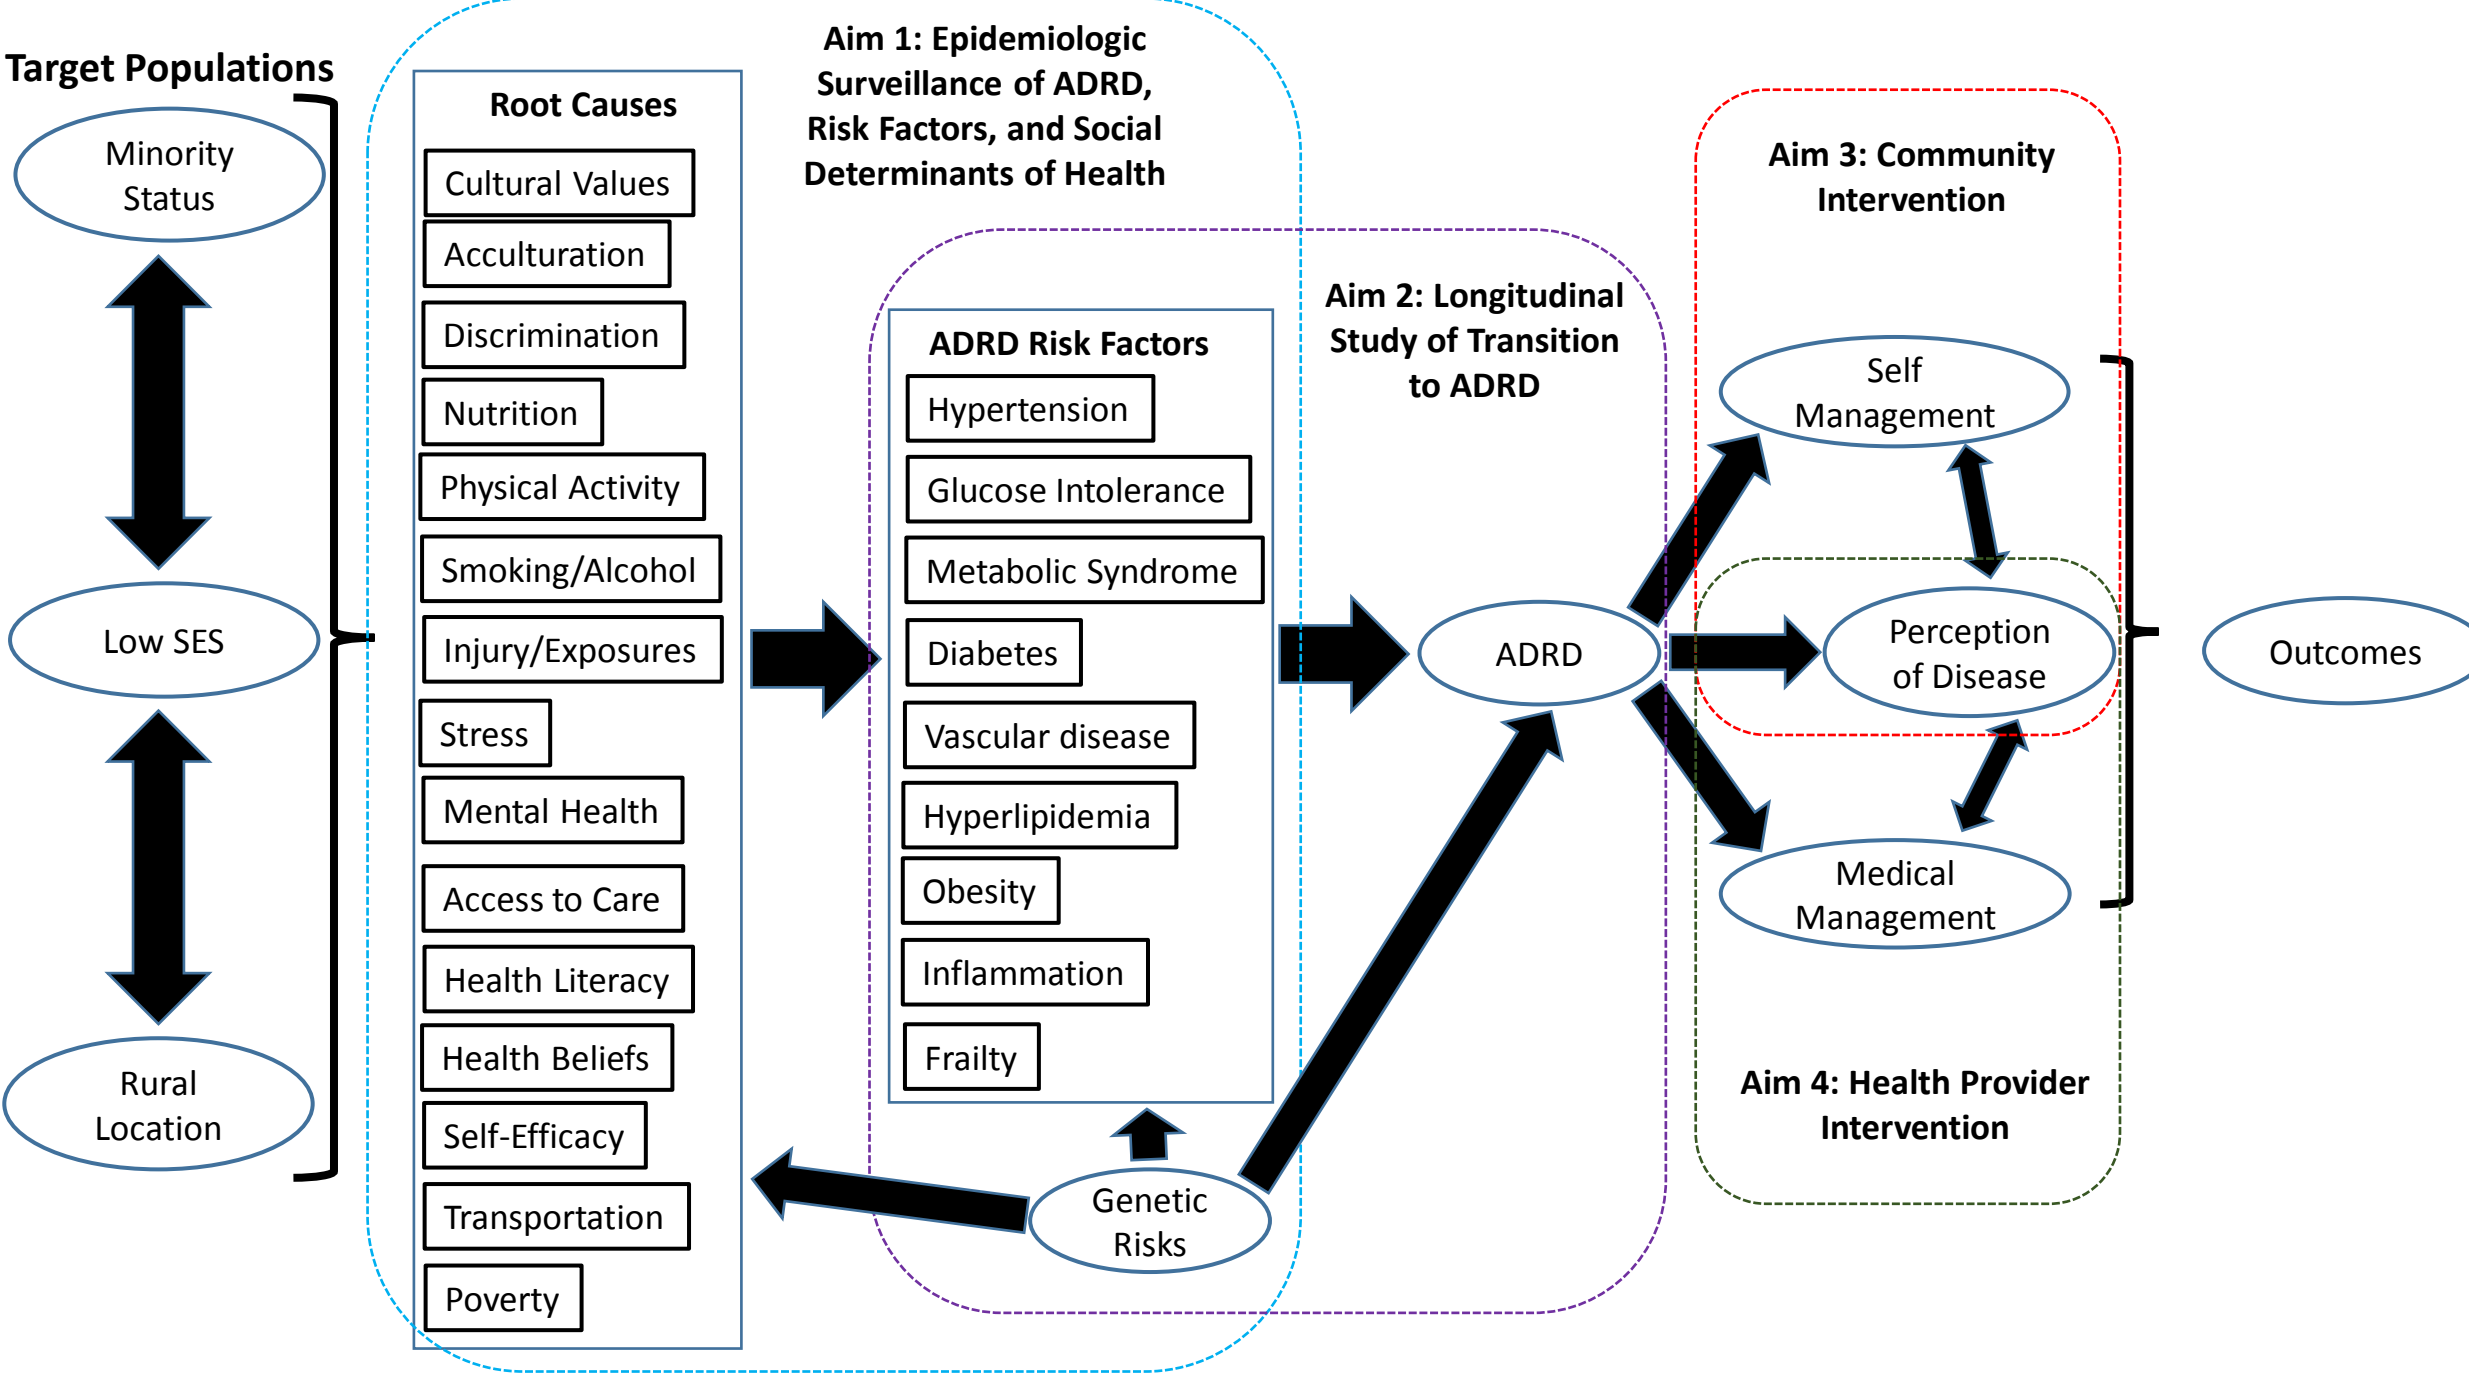 Target Populations
Minority
Status
Low SES
Rural
Location
Root Causes
Cultural Values
Acculturation
Discrimination
Nutrition
Physical Activity
Smoking/Alcohol
Injury/Exposures
Stress
Mental Health
Access to Care
Health Literacy
Health Beliefs
Self-Efficacy
Transportation
Poverty
Aim 1: Epidemiologic
Surveillance of ADRD,
Risk Factors, and Social
Determinants of Health
ADRD Risk Factors
Hypertension
Glucose Intolerance
Metabolic Syndrome
Diabetes
Vascular disease
Hyperlipidemia
Obesity
Inflammation
Frailty
Genetic
Risks
Aim 2: Longitudinal
Study of Transition
to ADRD
ADRD
Aim 3: Community
Intervention
Self
Management
Perception
of Disease
Medical
Management
Aim 4: Health Provider
Intervention
Outcomes